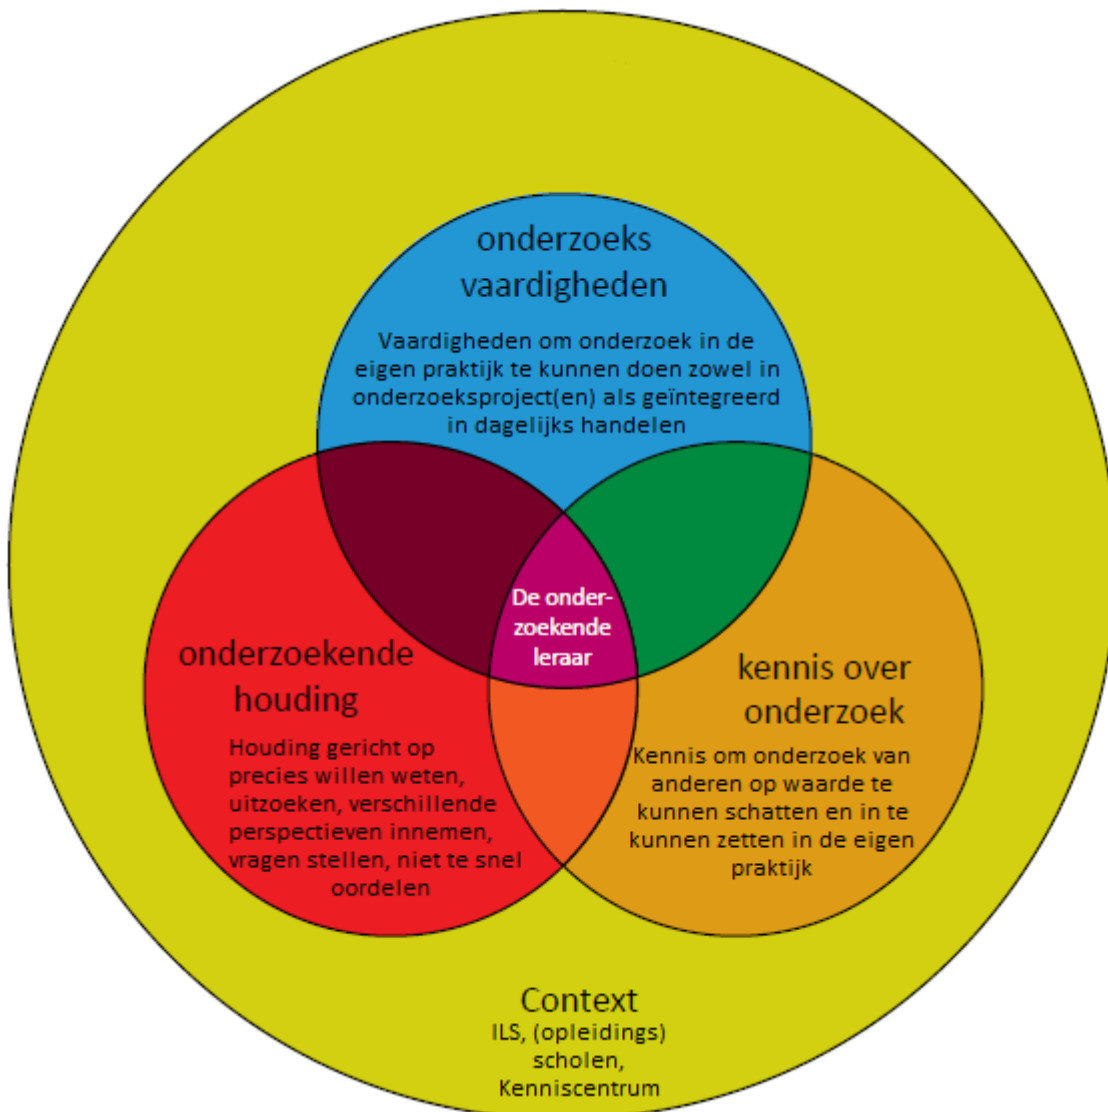 onderzoeks
vaardigheden
Vaardigheden om onderzoek in de
eigen praktijk te kunnen doen zowel in
onderzoeksproject(en) als geïntegreerd
in dagelijks handelen
De onder-
zoekende
leraar
onderzoekende
houding
Houding gericht op
precies willen weten,
uitzoeken, verschillende
perspectieven innemen,
vragen stellen, niet te snel
oordelen
kennis over
onderzoek
Kennis om onderzoek van
anderen op waarde te
kunnen schatten en in te
kunnen zetten in de eigen
praktijk
Context
ILS, (opleidings)
scholen,
Kenniscentrum